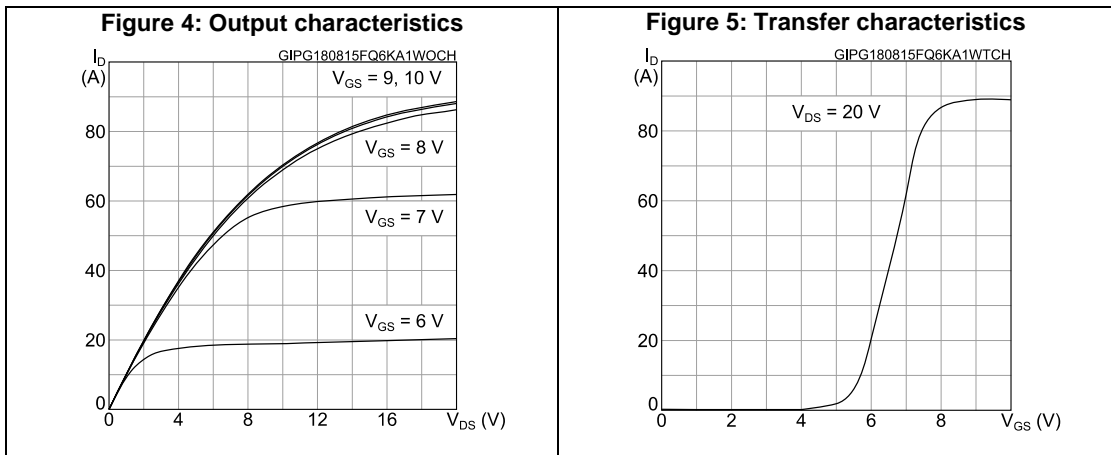 Figure 4: Output characteristics
I_D
(A)
GIPG180815FQ6KA1WOCH
V_GS = 9, 10 V
80
V_GS = 8 V
60
V_GS = 7 V
40
V_GS = 6 V
20
0
0 4 8 12 16 V_DS (V)
Figure 5: Transfer characteristics
I_D
(A)
GIPG180815FQ6KA1WTCH
V_DS = 20 V
80
60
40
20
0
0 2 4 6 8 V_GS (V)